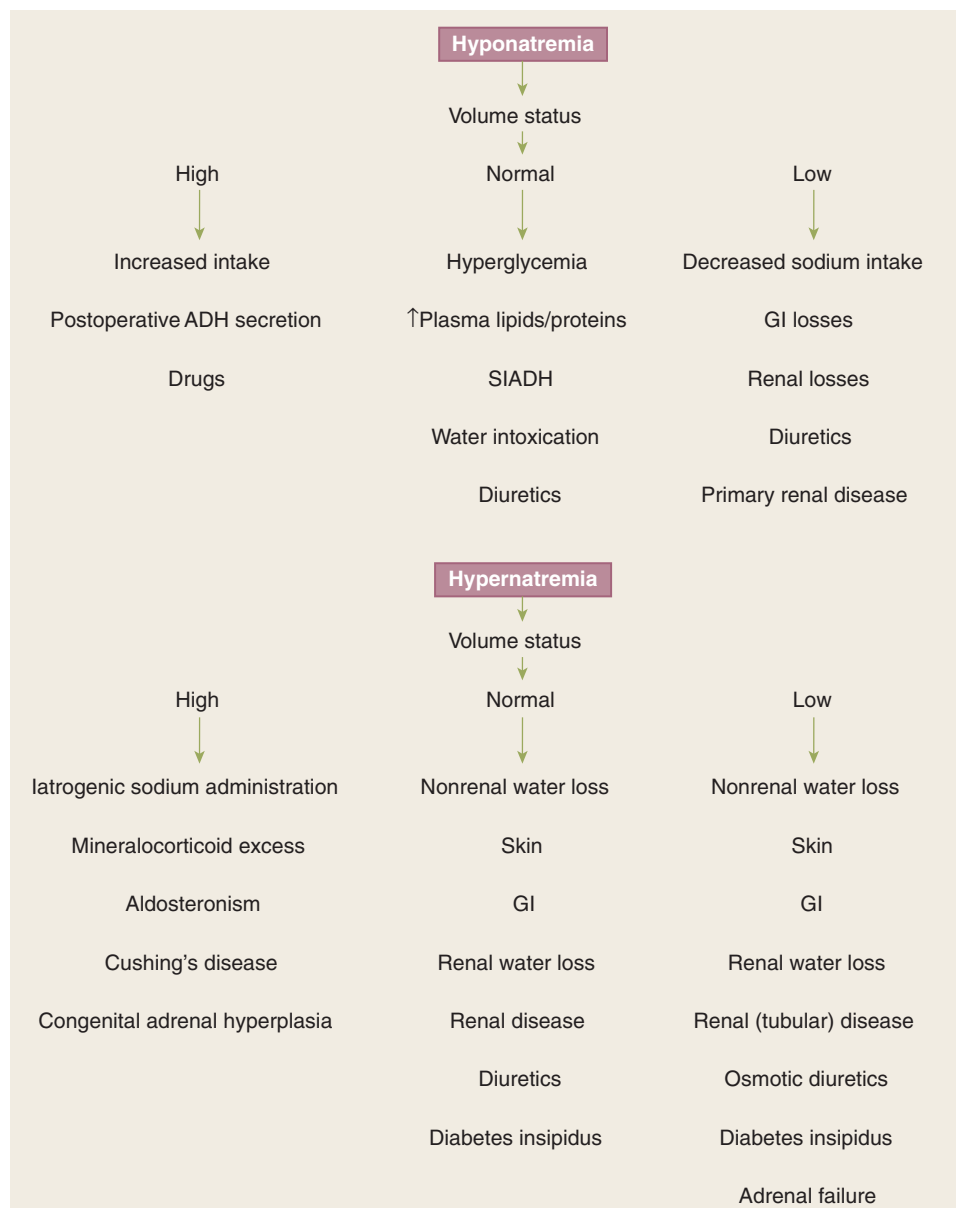 Hyponatremia
Volume status
High Normal Low
Increased intake Hyperglycemia Decreased sodium intake
Postoperative ADH secretion ↑Plasma lipids/proteins GI losses
Drugs SIADH Renal losses
Water intoxication Diuretics
Diuretics Primary renal disease
Hypernatremia
Volume status
High Normal Low
Iatrogenic sodium administration Nonrenal water loss Nonrenal water loss
Mineralocorticoid excess Skin Skin
Aldosteronism GI GI
Cushing's disease Renal water loss Renal water loss
Congenital adrenal hyperplasia Renal disease Renal (tubular) disease
Diuretics Osmotic diuretics
Diabetes insipidus Diabetes insipidus
Adrenal failure